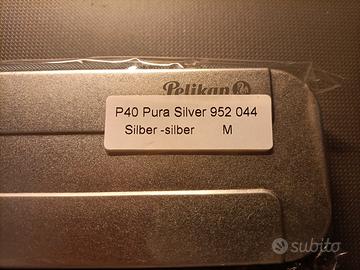 Pelikan
P40 Pura Silver 952 044
Silber -silber M
subito